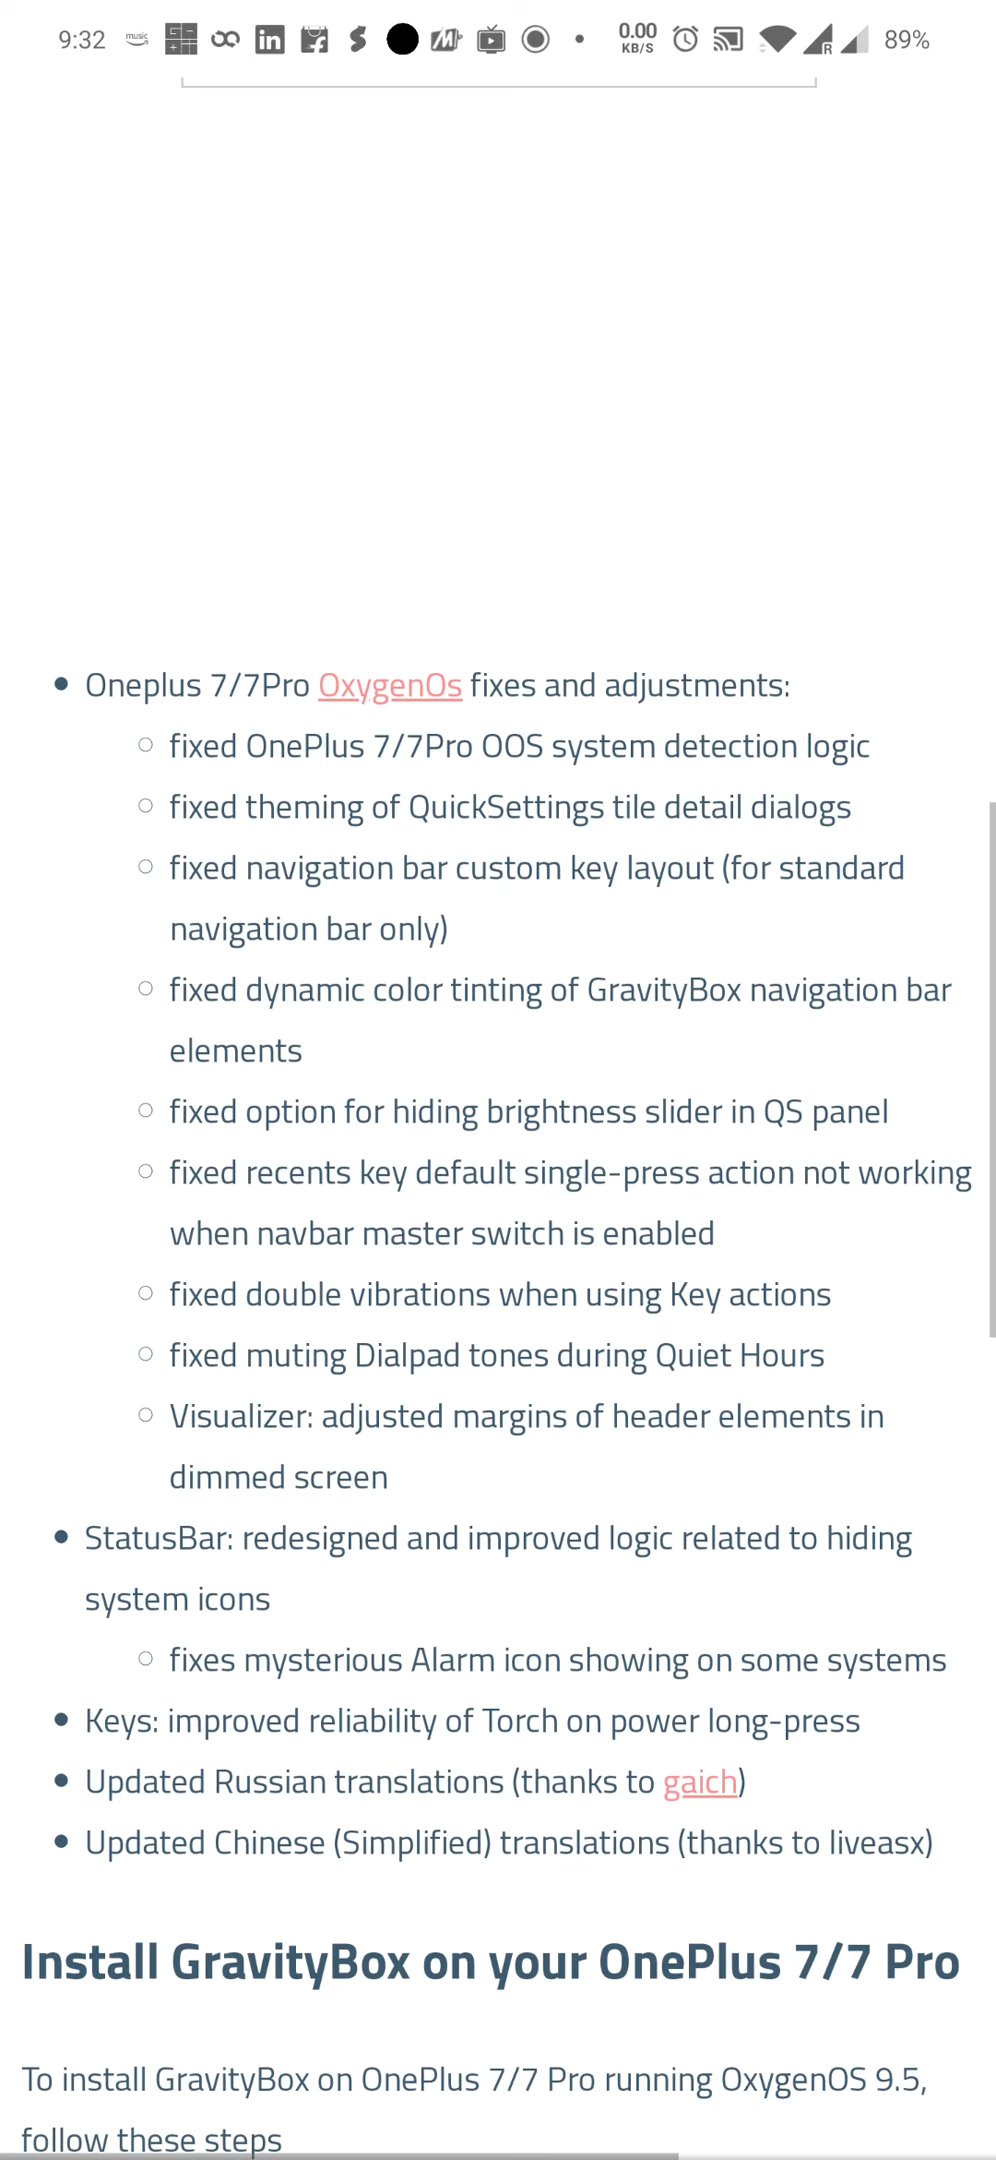 9:32 music 0.00 KB/S R 89%
Oneplus 7/7Pro OxygenOs fixes and adjustments:
fixed OnePlus 7/7Pro OOS system detection logic
fixed theming of QuickSettings tile detail dialogs
fixed navigation bar custom key layout (for standard
navigation bar only)
fixed dynamic color tinting of GravityBox navigation bar
elements
fixed option for hiding brightness slider in QS panel
fixed recents key default single-press action not working
when navbar master switch is enabled
fixed double vibrations when using Key actions
fixed muting Dialpad tones during Quiet Hours
Visualizer: adjusted margins of header elements in
dimmed screen
StatusBar: redesigned and improved logic related to hiding
system icons
fixes mysterious Alarm icon showing on some systems
Keys: improved reliability of Torch on power long-press
Updated Russian translations (thanks to gaich)
Updated Chinese (Simplified) translations (thanks to liveasx)
Install GravityBox on your OnePlus 7/7 Pro
To install GravityBox on OnePlus 7/7 Pro running OxygenOS 9.5,
follow these steps